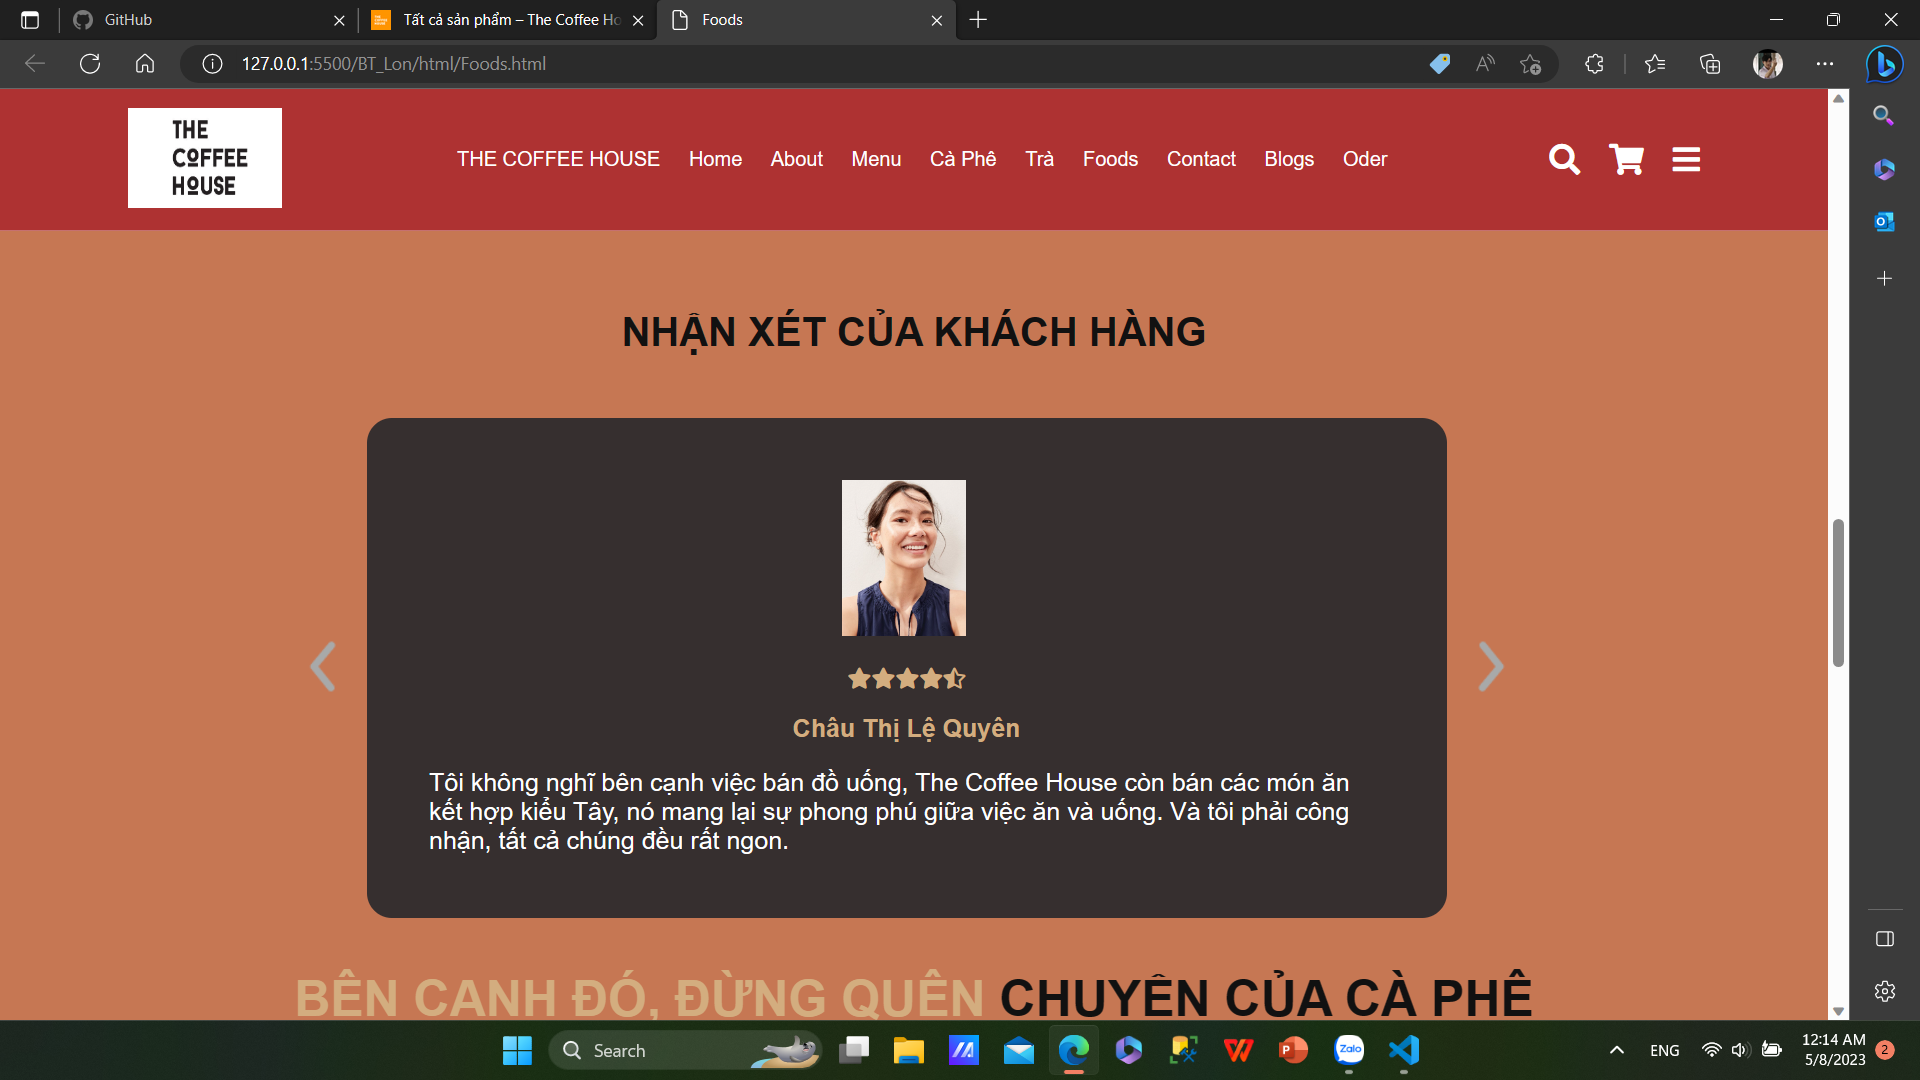 GitHub
Tất cả sản phẩm – The Coffee Ho
Foods
127.0.0.1:5500/BT_Lon/html/Foods.html
THE
COFFEE
HOUSE
THE COFFEE HOUSE Home About Menu Cà Phê Trà Foods Contact Blogs Oder
NHẬN XÉT CỦA KHÁCH HÀNG
Châu Thị Lệ Quyên
Tôi không nghĩ bên cạnh việc bán đồ uống, The Coffee House còn bán các món ăn
kết hợp kiểu Tây, nó mang lại sự phong phú giữa việc ăn và uống. Và tôi phải công
nhận, tất cả chúng đều rất ngon.
BÊN CẠNH ĐÓ, ĐỪNG QUÊN CHUYỆN CỦA CÀ PHÊ
Search
Zalo
ENG
12:14 AM
5/8/2023
2